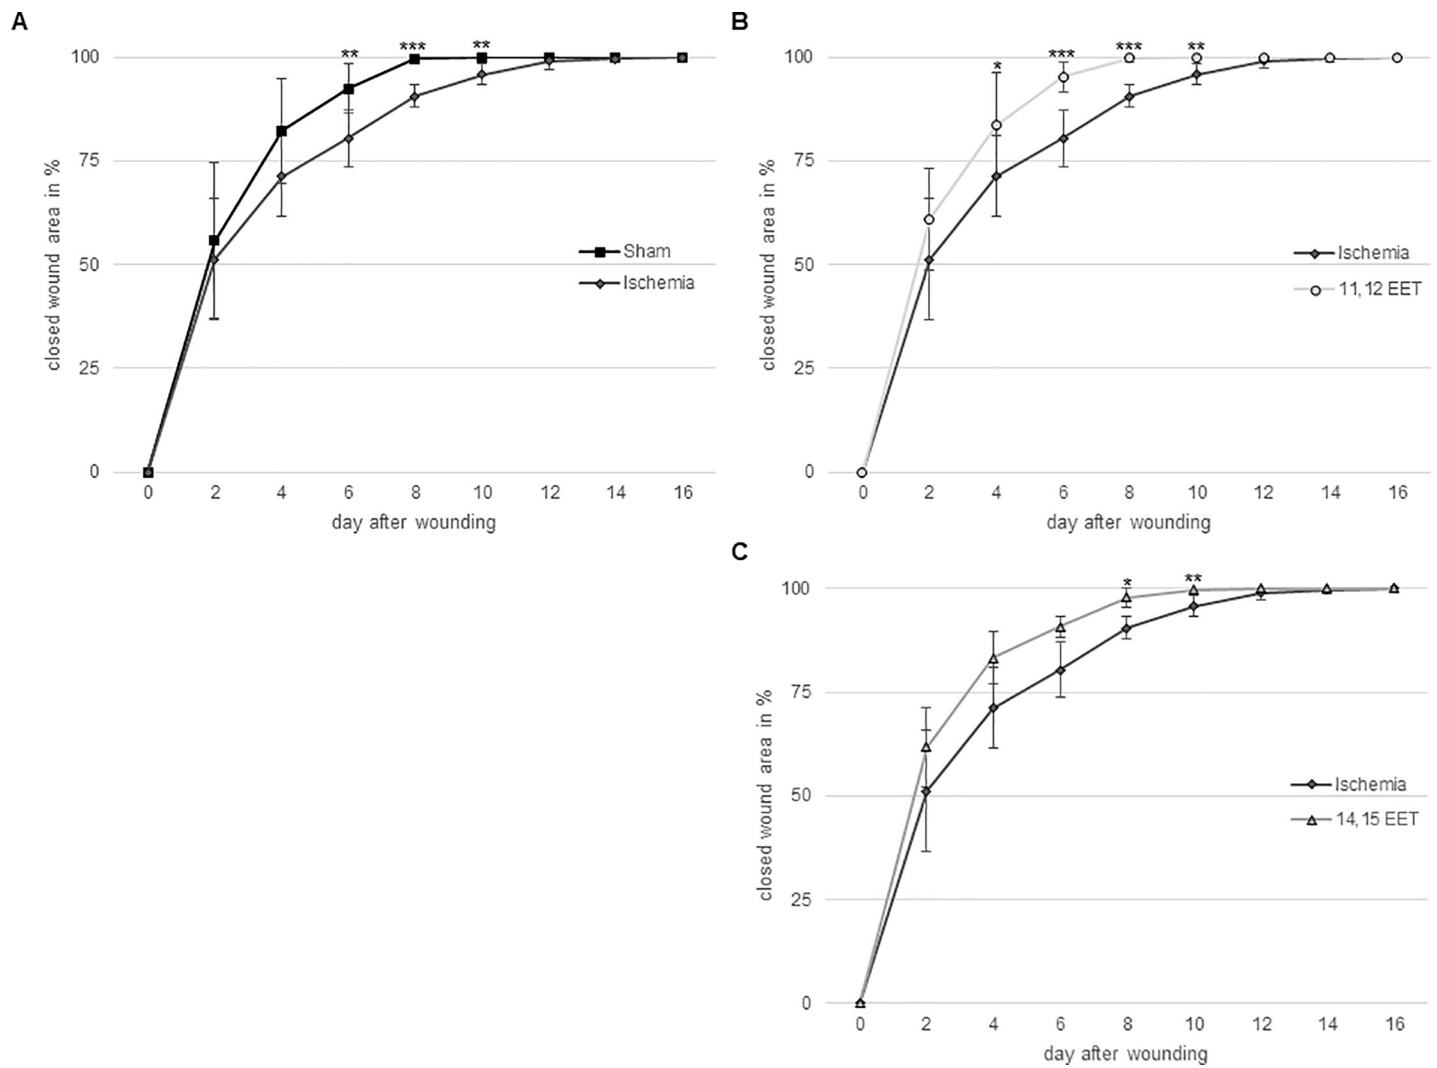 A
** *** **
100
75
50
25
0
closed wound area in %
Sham
Ischemia
0 2 4 6 8 10 12 14 16
day after wounding
B
* *** *** **
100
75
50
25
0
closed wound area in %
Ischemia
11,12 EET
0 2 4 6 8 10 12 14 16
day after wounding
C
* **
100
75
50
25
0
closed wound area in %
Ischemia
14,15 EET
0 2 4 6 8 10 12 14 16
day after wounding